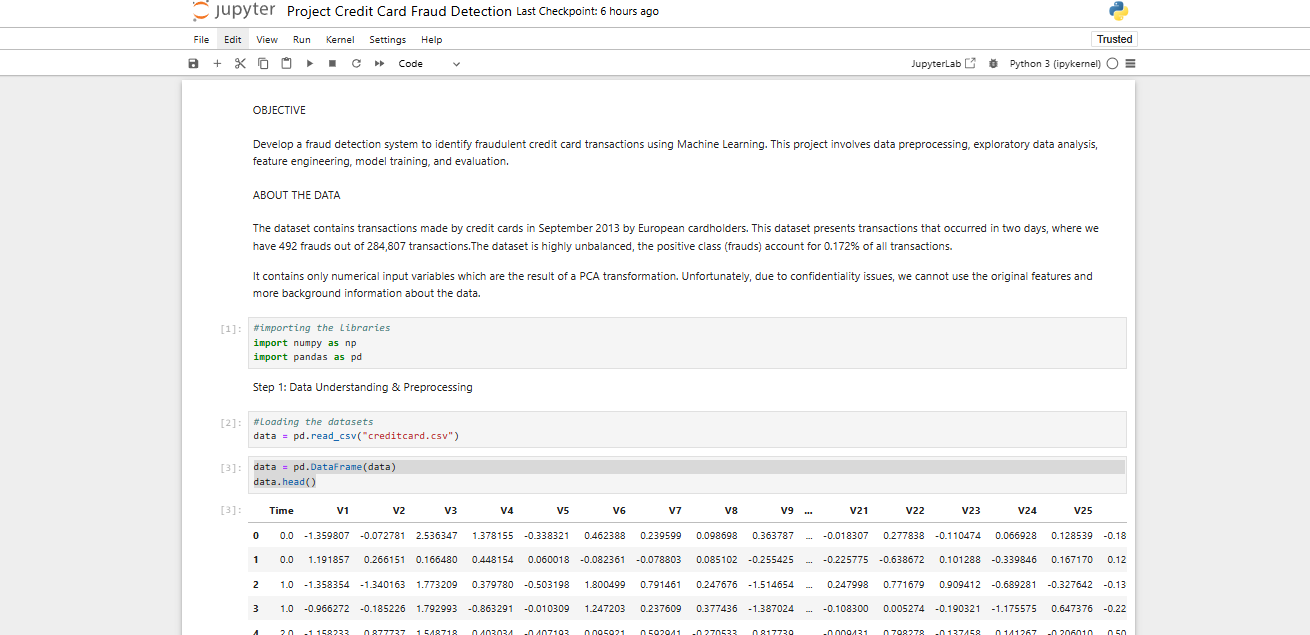 jupyter Project Credit Card Fraud Detection Last Checkpoint: 6 hours ago
File Edit View Run Kernel Settings Help
Trusted
Code
JupyterLab Python 3 (ipykernel)
OBJECTIVE
Develop a fraud detection system to identify fraudulent credit card transactions using Machine Learning. This project involves data preprocessing, exploratory data analysis,
feature engineering, model training, and evaluation.
ABOUT THE DATA
The dataset contains transactions made by credit cards in September 2013 by European cardholders. This dataset presents transactions that occurred in two days, where we
have 492 frauds out of 284,807 transactions.The dataset is highly unbalanced, the positive class (frauds) account for 0.172% of all transactions.
It contains only numerical input variables which are the result of a PCA transformation. Unfortunately, due to confidentiality issues, we cannot use the original features and
more background information about the data.
[1]: #importing the libraries
import numpy as np
import pandas as pd
Step 1: Data Understanding & Preprocessing
[2]: #loading the datasets
data = pd.read_csv("creditcard.csv")
[3]: data = pd.DataFrame(data)
data.head()
[3]: Time V1 V2 V3 V4 V5 V6 V7 V8 V9 ... V21 V22 V23 V24 V25
0 0.0 -1.359807 -0.072781 2.536347 1.378155 -0.338321 0.462388 0.239599 0.098698 0.363787 ... -0.018307 0.277838 -0.110474 0.066928 0.128539 -0.18
1 0.0 1.191857 0.266151 0.166480 0.448154 0.060018 -0.082361 -0.078803 0.085102 -0.255425 ... -0.225775 -0.638672 0.101288 -0.339846 0.167170 0.12
2 1.0 -1.358354 -1.340163 1.773209 0.379780 -0.503198 1.800499 0.791461 0.247676 -1.514654 ... 0.247998 0.771679 0.909412 -0.689281 -0.327642 -0.13
3 1.0 -0.966272 -0.185226 1.792993 -0.863291 -0.010309 1.247203 0.237609 0.377436 -1.387024 ... -0.108300 0.005274 -0.190321 -1.175575 0.647376 -0.22
4 2.0 -1.158233 0.877737 1.548718 0.403034 -0.407193 0.095921 0.592941 -0.270533 0.817739 ... -0.009431 0.798278 -0.137458 0.141267 -0.206010 0.50